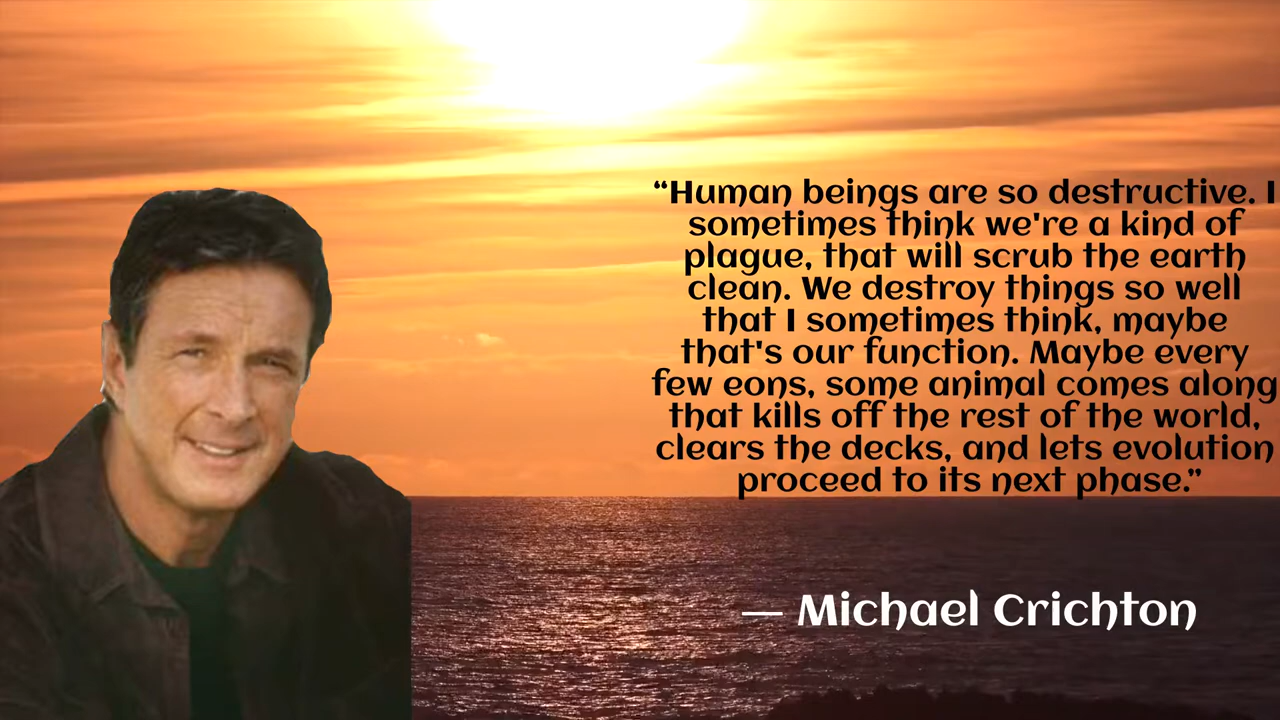 “Human beings are so destructive. I
sometimes think we're a kind of
plague, that will scrub the earth
clean. We destroy things so well
that I sometimes think, maybe
that's our function. Maybe every
few eons, some animal comes along
that kills off the rest of the world,
clears the decks, and lets evolution
proceed to its next phase.”
— Michael Crichton